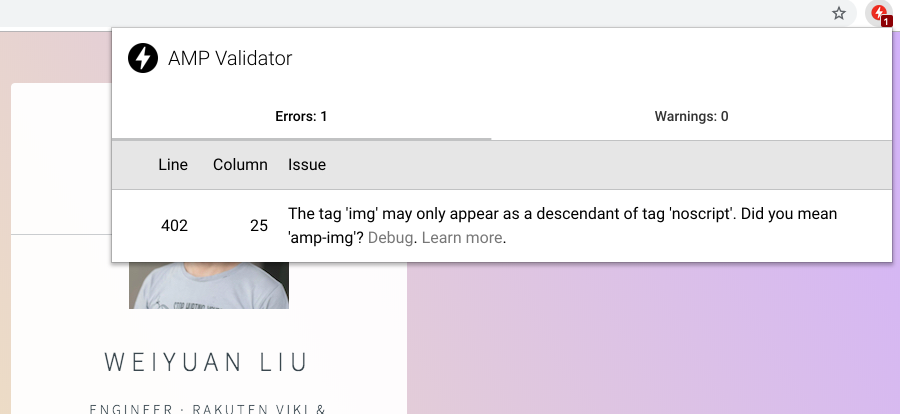 1
AMP Validator
Errors: 1
Warnings: 0
Line Column Issue
402 25 The tag 'img' may only appear as a descendant of tag 'noscript'. Did you mean
'amp-img'? Debug. Learn more.
WEIYUAN LIU
ENGINEER · RAKUTEN VIKI &